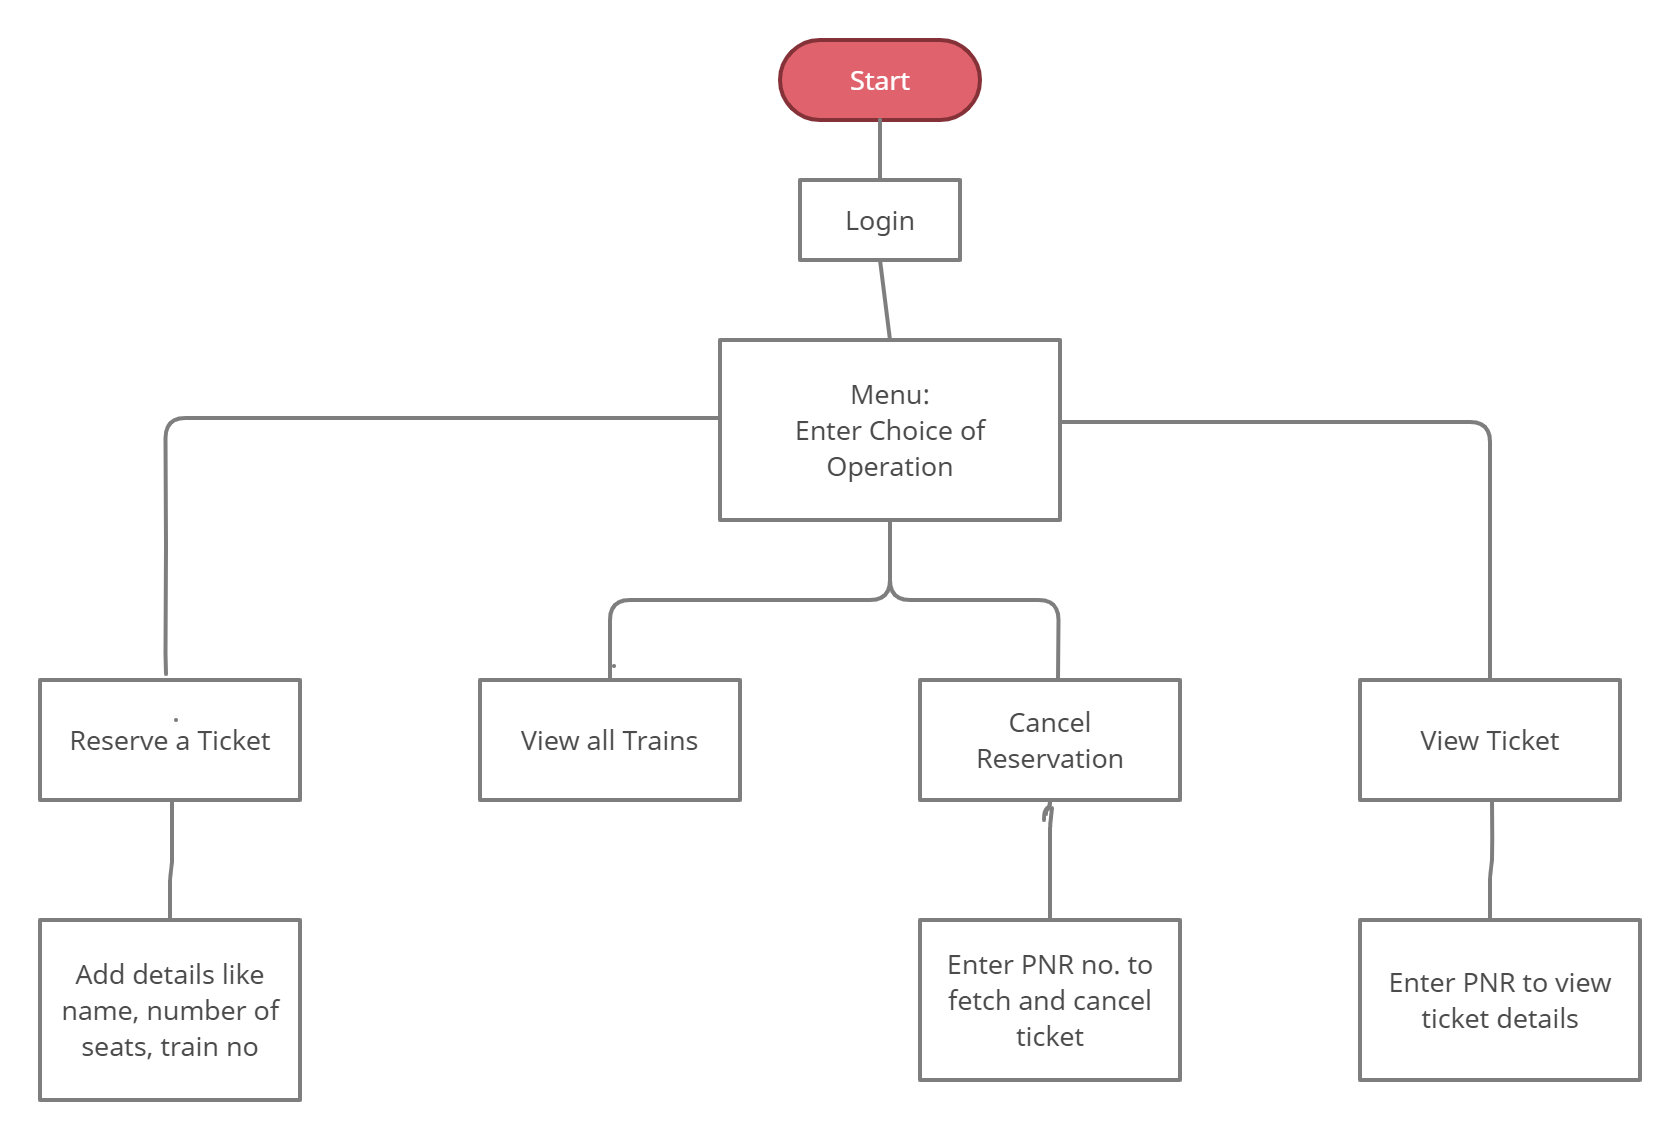 Start
Login
Menu:
Enter Choice of
Operation
Reserve a Ticket
View all Trains
Cancel
Reservation
View Ticket
Add details like
name, number of
seats, train no
Enter PNR no. to
fetch and cancel
ticket
Enter PNR to view
ticket details